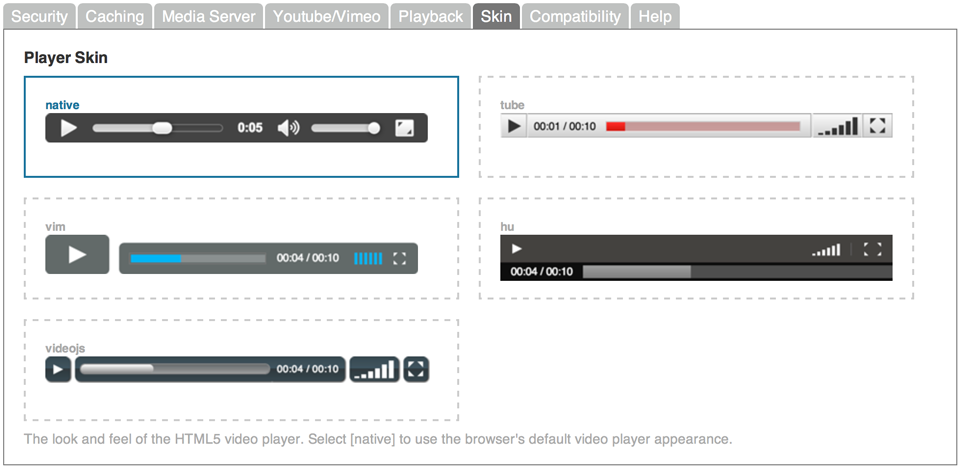 Security Caching Media Server Youtube/Vimeo Playback Skin Compatibility Help
Player Skin
native
0:05
tube
00:01 / 00:10
vim
00:04 / 00:10
hu
00:04 / 00:10
videojs
00:04 / 00:10
The look and feel of the HTML5 video player. Select [native] to use the browser's default video player appearance.